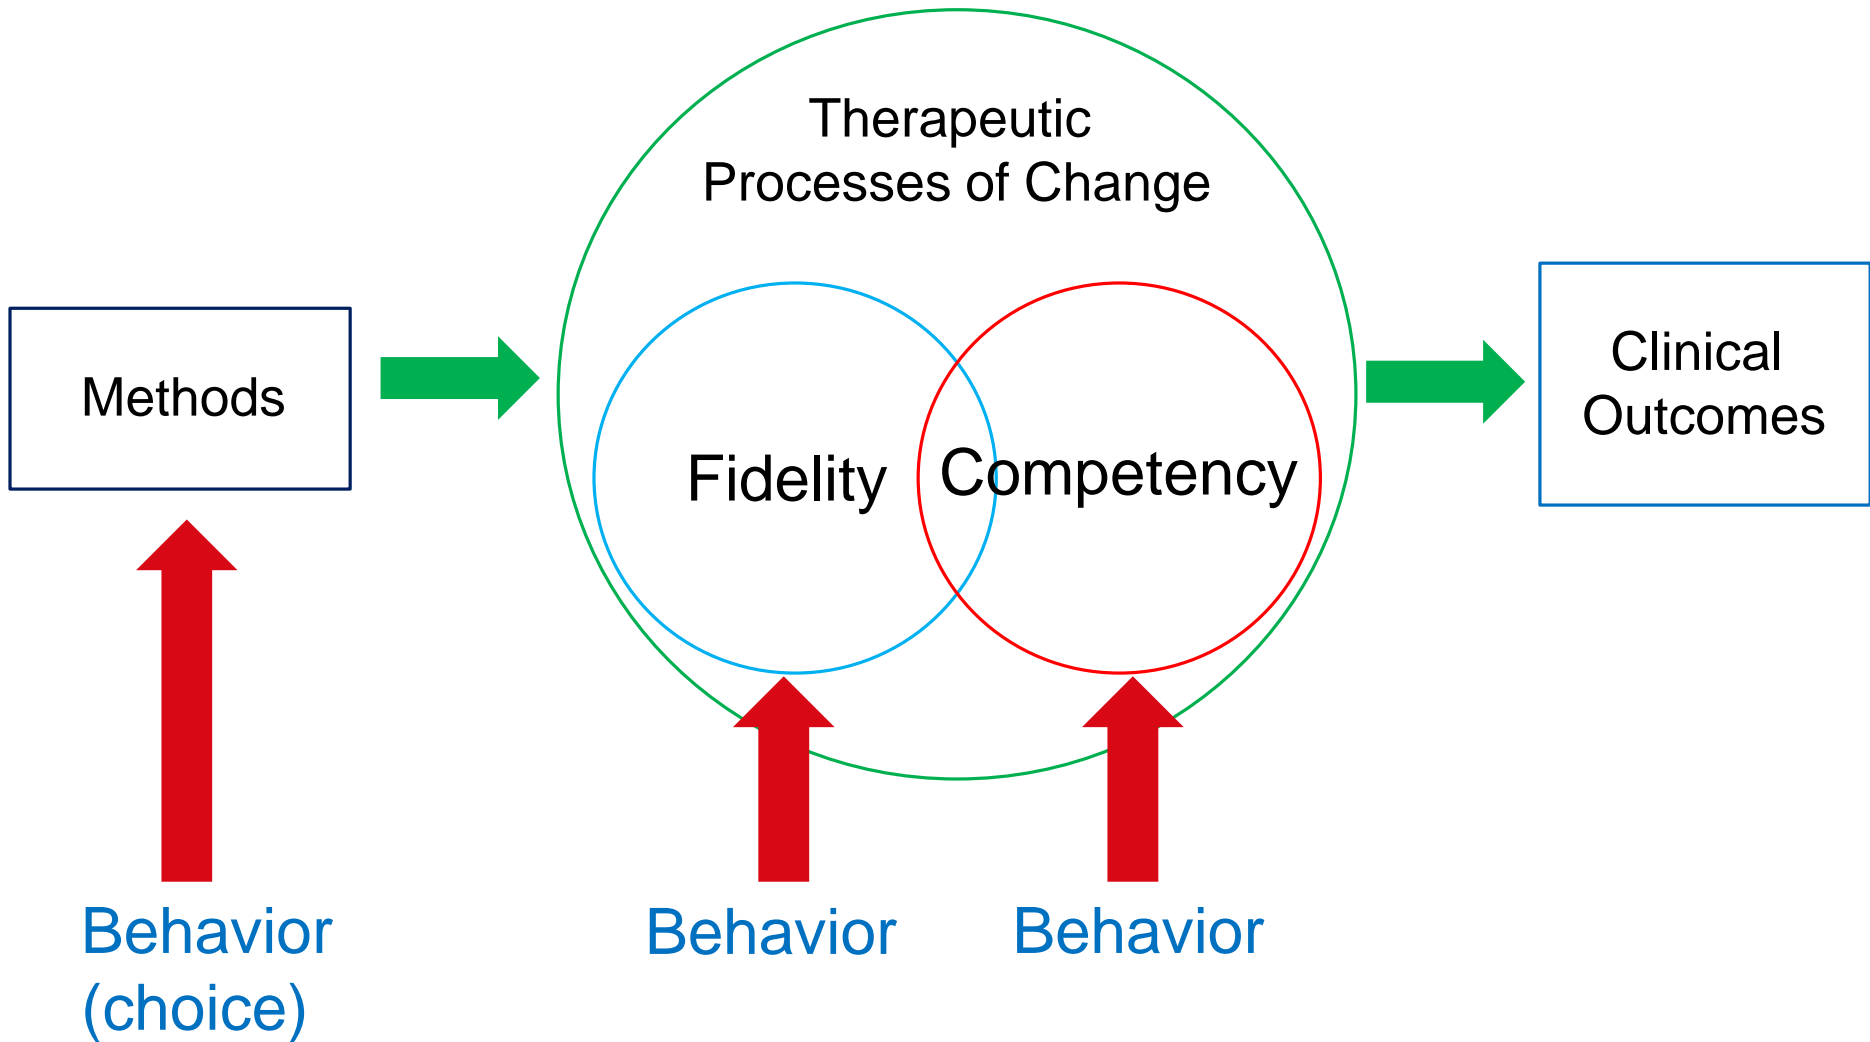 Therapeutic
Processes of Change
Methods
Fidelity
Competency
Clinical
Outcomes
Behavior
(choice)
Behavior
Behavior